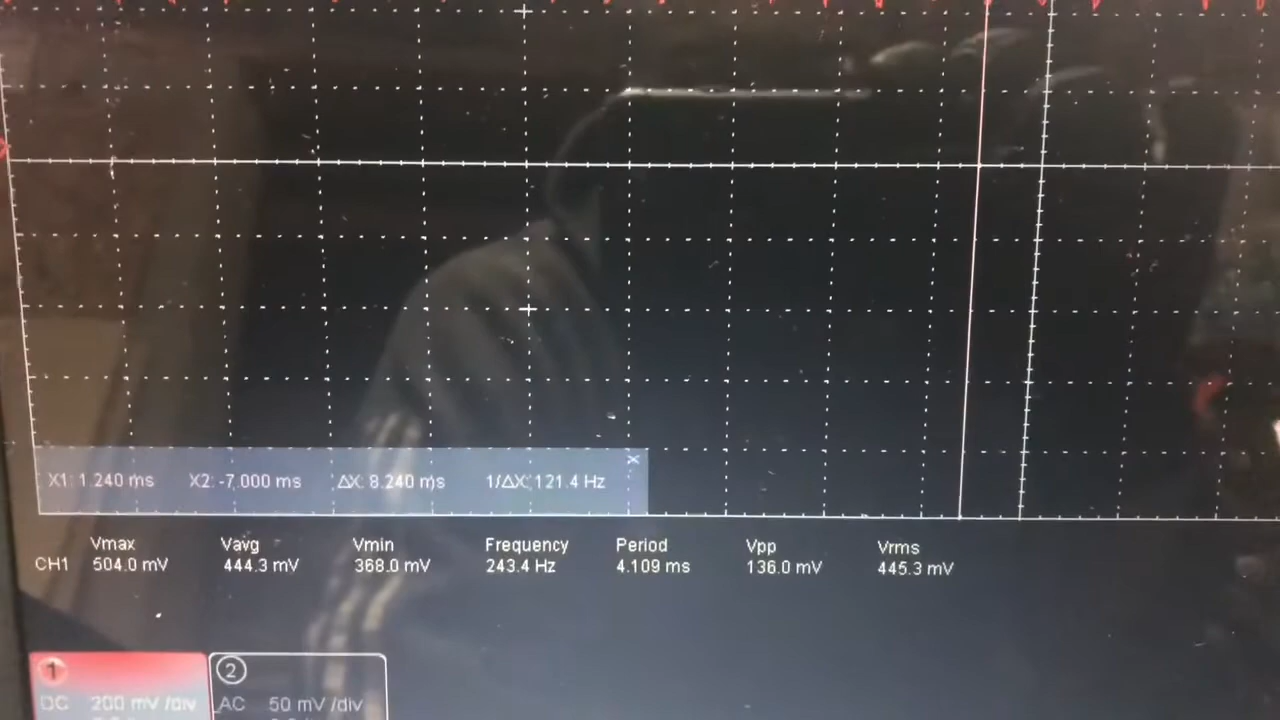 X1: 1.240 ms X2: -7.000 ms ΔX: 8.240 ms 1/ΔX: 121.4 Hz
Vmax Vavg Vmin Frequency Period Vpp Vrms
CH1 504.0 mV 444.3 mV 368.0 mV 243.4 Hz 4.109 ms 136.0 mV 445.3 mV
1 2
DC 200 mV /div AC 50 mV /div